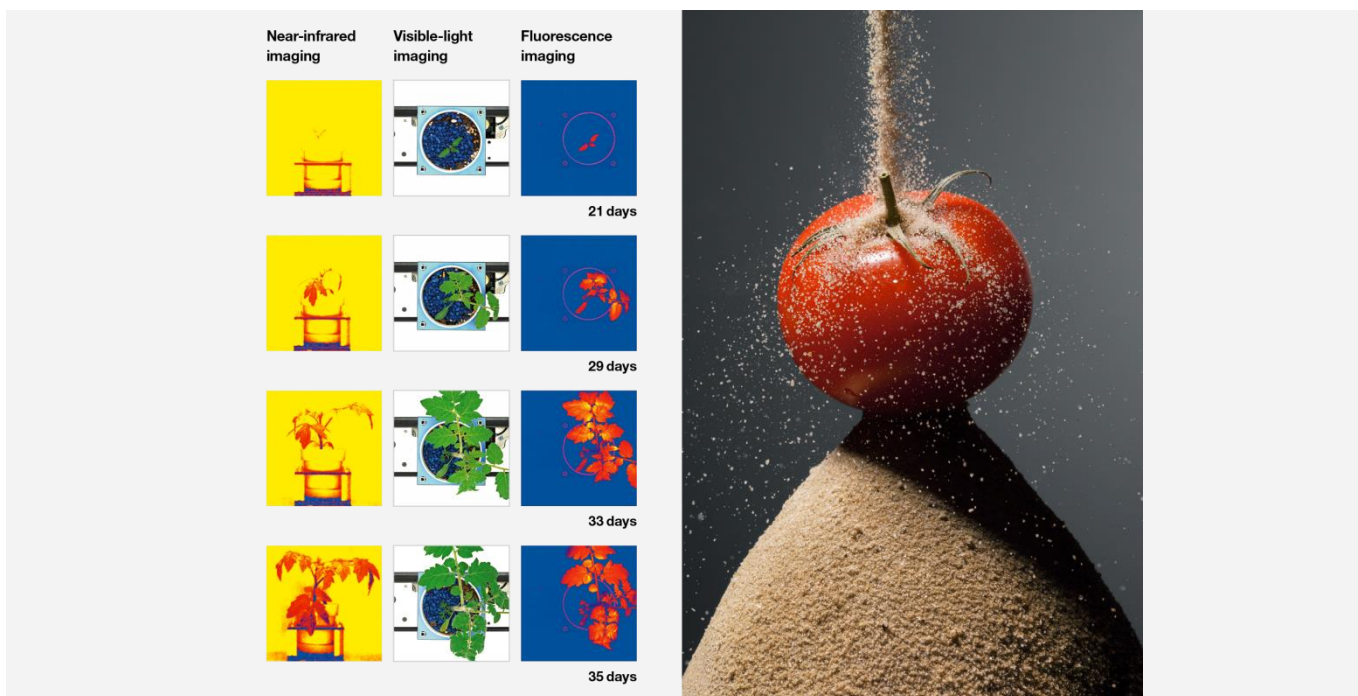 Near-infrared
imaging
Visible-light
imaging
Fluorescence
imaging
21 days
29 days
33 days
35 days